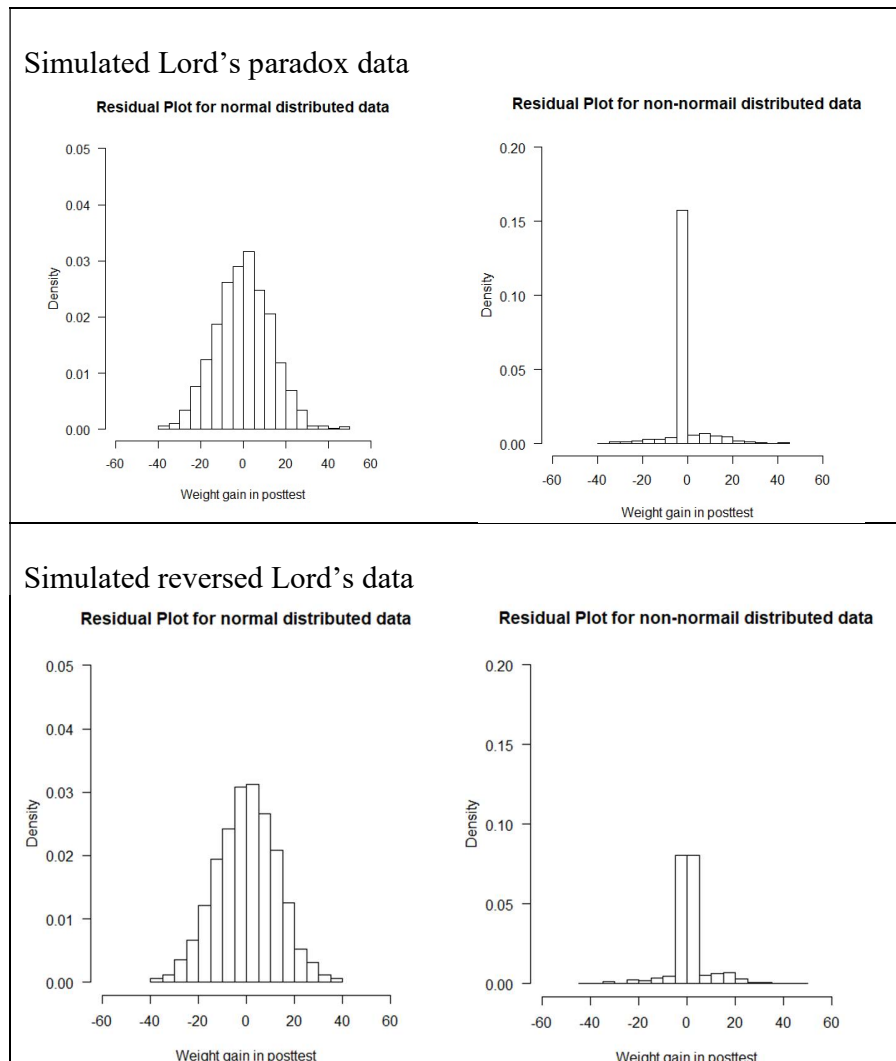 Simulated Lord’s paradox data
Residual Plot for normal distributed data
0.05
0.04
0.03
0.02
0.01
0.00
Density
-60 -40 -20 0 20 40 60
Weight gain in posttest
Residual Plot for non-normail distributed data
0.20
0.15
0.10
0.05
0.00
Density
-60 -40 -20 0 20 40 60
Weight gain in posttest
Simulated reversed Lord’s data
Residual Plot for normal distributed data
0.05
0.04
0.03
0.02
0.01
0.00
Density
-60 -40 -20 0 20 40 60
Weight gain in posttest
Residual Plot for non-normail distributed data
0.20
0.15
0.10
0.05
0.00
Density
-60 -40 -20 0 20 40 60
Weight gain in posttest